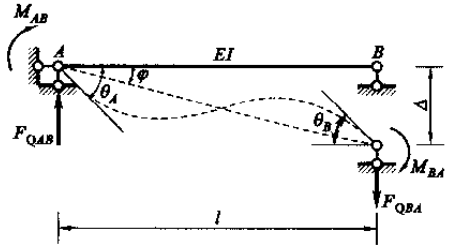 M_AB
A EI B
φ
θ_A
Δ
F_QAB
θ_B
M_BA
F_QBA
l